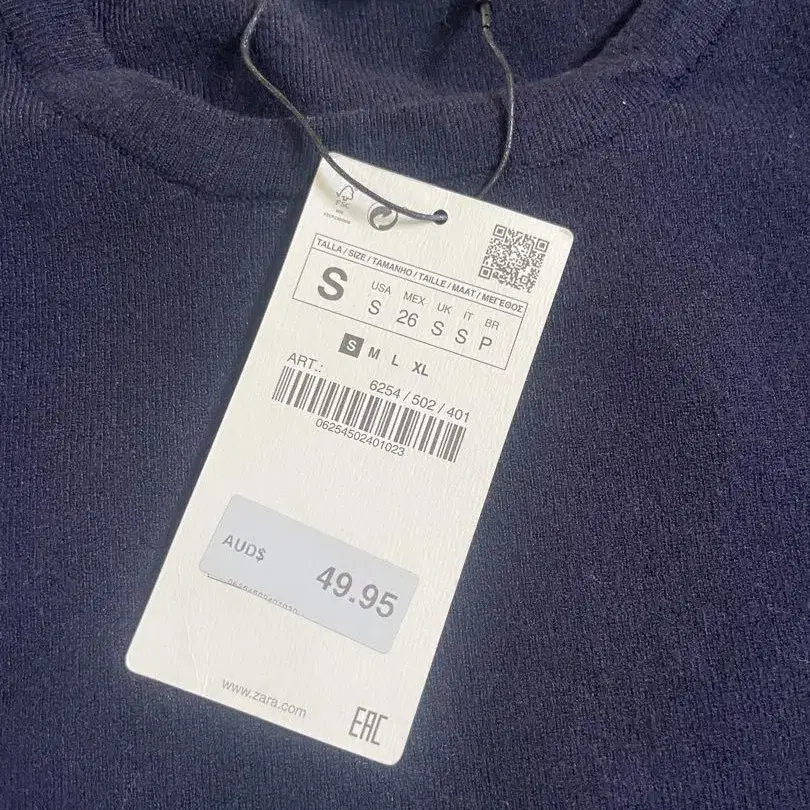 FSC
TALLA / SIZE / TAMANHO / TAILLE / MAAT / ΜΕΓΕΘΟΣ
S USA MEX UK IT BR
S 26 S S P
S M L XL
ART.: 6254 / 502 / 401
06254502401023
AUD$ 49.95
www.zara.com
EAC